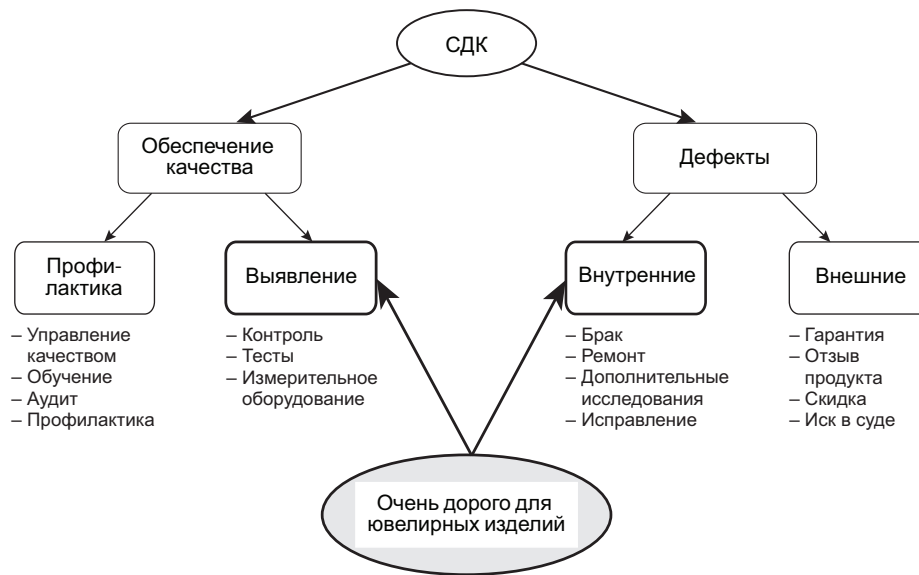 СДК
Обеспечение
качества
Дефекты
Профи-
лактика
Выявление
Внутренние
Внешние
– Управление
качеством
– Обучение
– Аудит
– Профилактика
– Контроль
– Тесты
– Измерительное
оборудование
– Брак
– Ремонт
– Дополнительные
исследования
– Исправление
– Гарантия
– Отзыв
продукта
– Скидка
– Иск в суде
Очень дорого для
ювелирных изделий